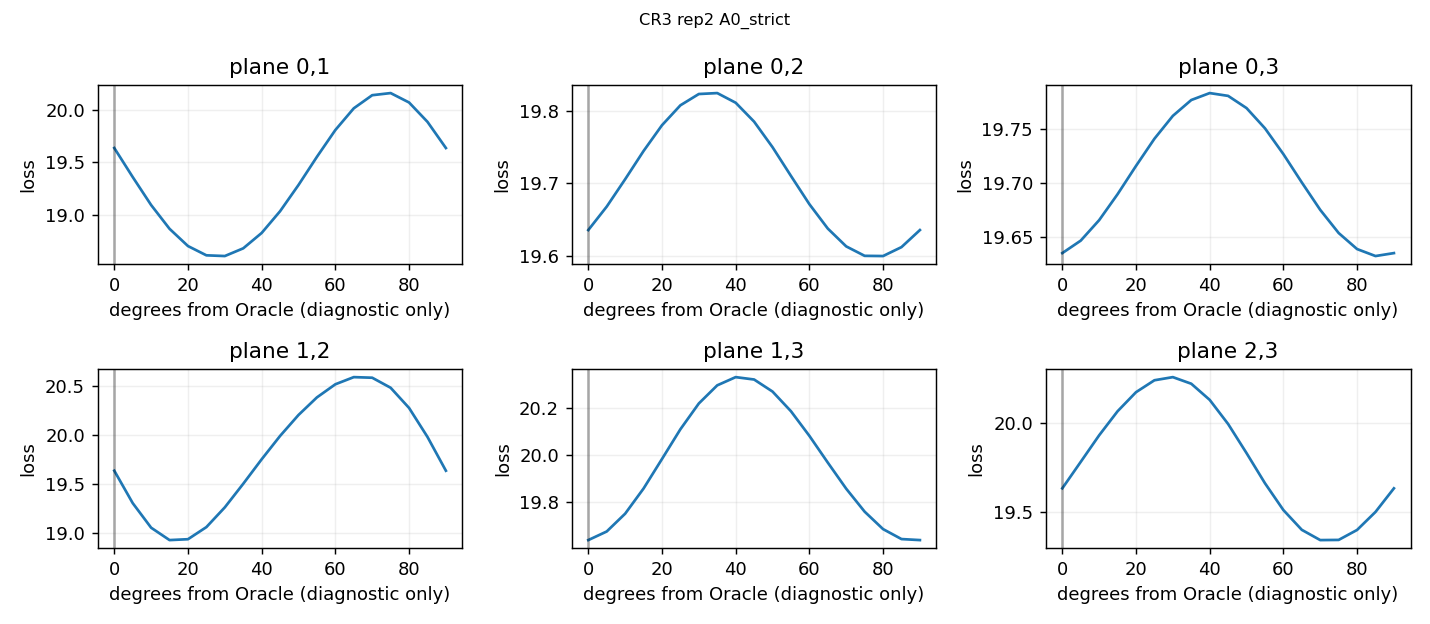 CR3 rep2 A0_strict
plane 0,1
plane 0,2
plane 0,3
20.0
19.5
19.0
loss
0 20 40 60 80
degrees from Oracle (diagnostic only)
19.8
19.7
19.6
loss
0 20 40 60 80
degrees from Oracle (diagnostic only)
19.75
19.70
19.65
loss
0 20 40 60 80
degrees from Oracle (diagnostic only)
plane 1,2
plane 1,3
plane 2,3
20.5
20.0
19.5
19.0
loss
0 20 40 60 80
degrees from Oracle (diagnostic only)
20.2
20.0
19.8
loss
0 20 40 60 80
degrees from Oracle (diagnostic only)
20.0
19.5
loss
0 20 40 60 80
degrees from Oracle (diagnostic only)